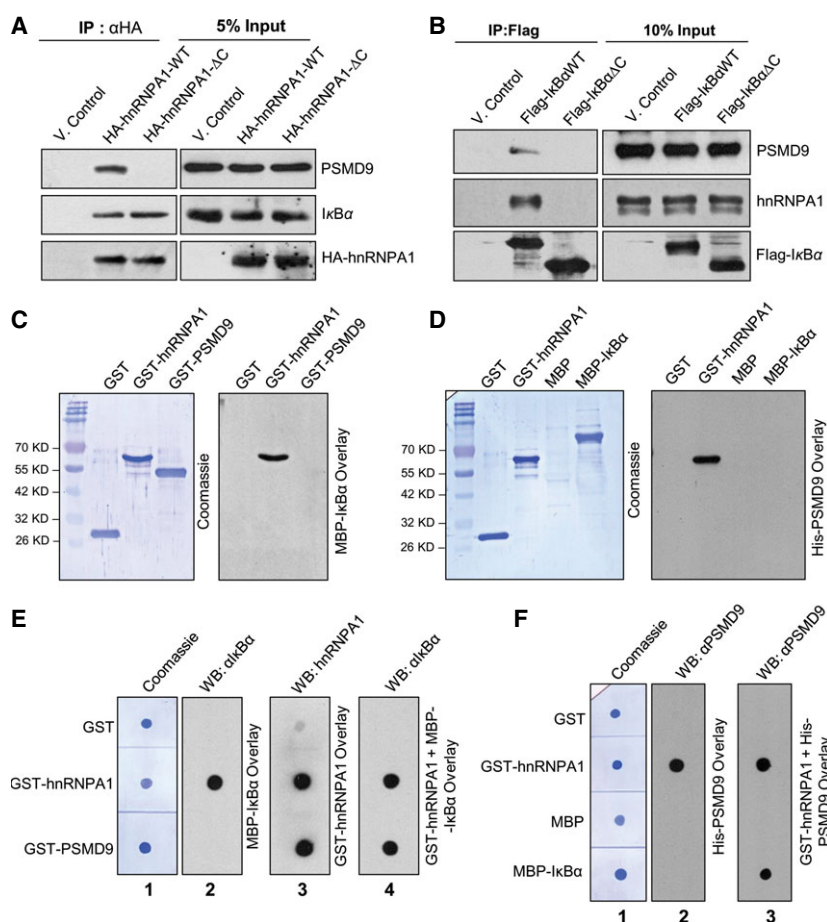 A
IP : αHA
5% Input
V. Control
HA-hnRNPA1-WT
HA-hnRNPA1-ΔC
V. Control
HA-hnRNPA1-WT
HA-hnRNPA1-ΔC
PSMD9
IκBα
HA-hnRNPA1
B
IP:Flag
10% Input
V. Control
Flag-IκBαWT
Flag-IκBαΔC
V. Control
Flag-IκBαWT
Flag-IκBαΔC
PSMD9
hnRNPA1
Flag-IκBα
C
GST
GST-hnRNPA1
GST-PSMD9
GST
GST-hnRNPA1
GST-PSMD9
70 KD
55 KD
42 KD
32 KD
26 KD
Coomassie
MBP-IκBα Overlay
D
GST
GST-hnRNPA1
MBP
MBP-IκBα
GST
GST-hnRNPA1
MBP
MBP-IκBα
70 KD
55 KD
42 KD
32 KD
26 KD
Coomassie
His-PSMD9 Overlay
E
Coomassie
WB: αIκBα
WB: hnRNPA1
WB: αIκBα
GST
GST-hnRNPA1
GST-PSMD9
MBP-IκBα Overlay
GST-hnRNPA1 Overlay
GST-hnRNPA1 + MBP-
-IκBα Overlay
1
2
3
4
F
Coomassie
WB: αPSMD9
WB: αPSMD9
GST
GST-hnRNPA1
MBP
MBP-IκBα
His-PSMD9 Overlay
GST-hnRNPA1 + His-
PSMD9 Overlay
1
2
3